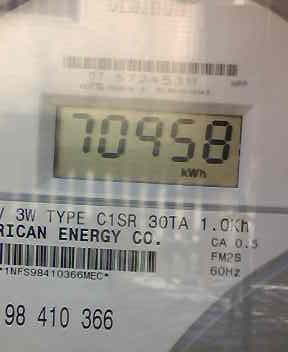 70958
kWh
V 3W TYPE C1SR 30TA 1.0Kh
RICAN ENERGY CO.
CA 0.5
FM2S
60Hz
*1NFS98410366MEC*
98 410 366